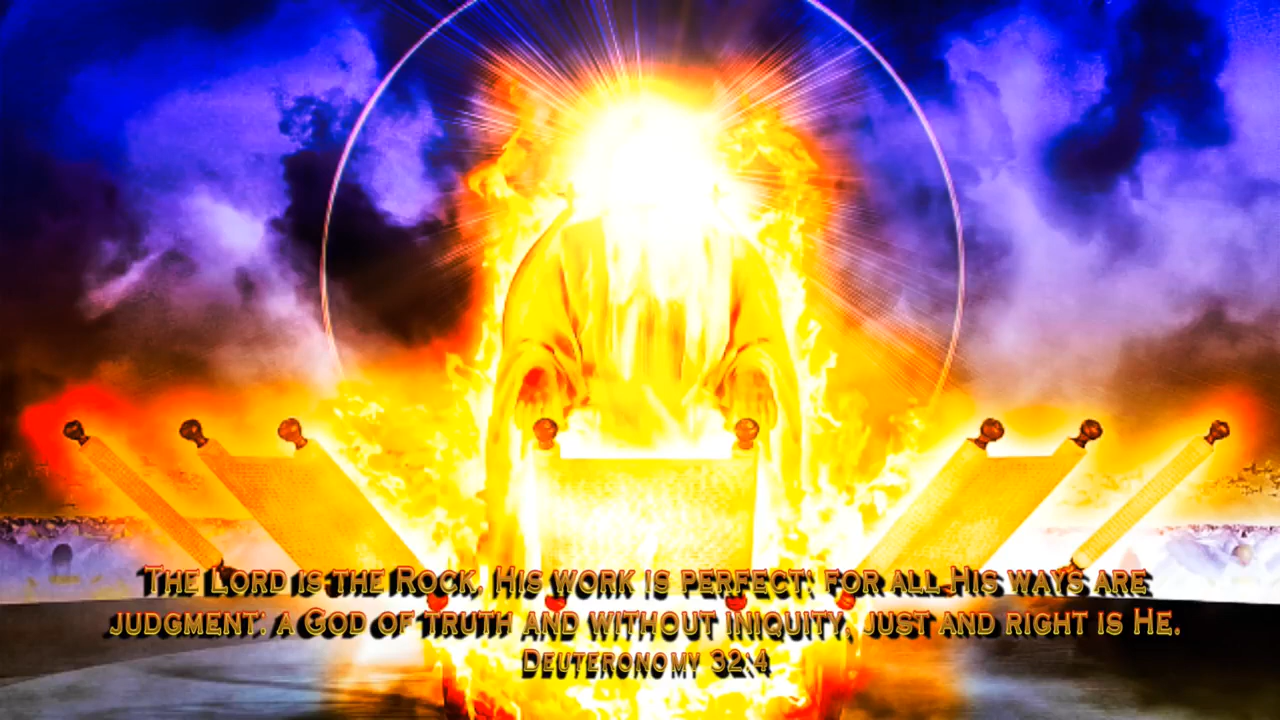 The Lord is the Rock, His work is perfect: for all His ways are
judgment: a God of truth and without iniquity, just and right is He.
Deuteronomy 32:4